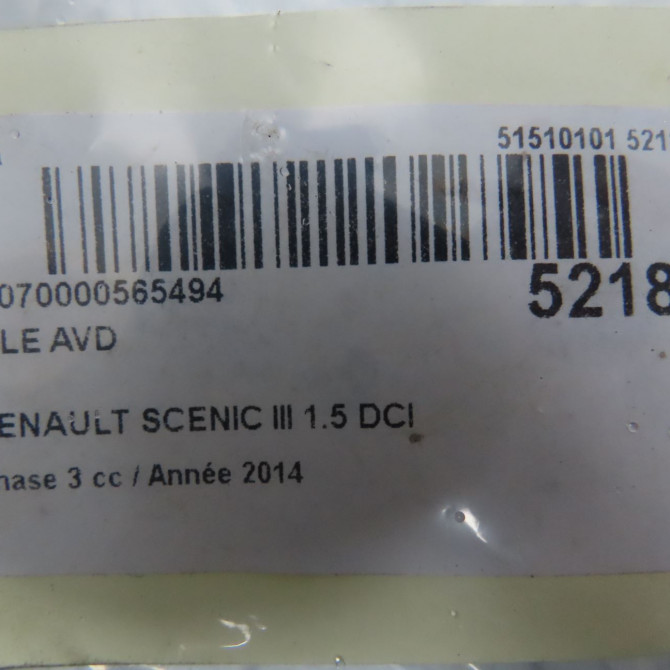 51510101 521
070000565494
5218
LE AVD
ENAULT SCENIC III 1.5 DCI
hase 3 cc / Année 2014